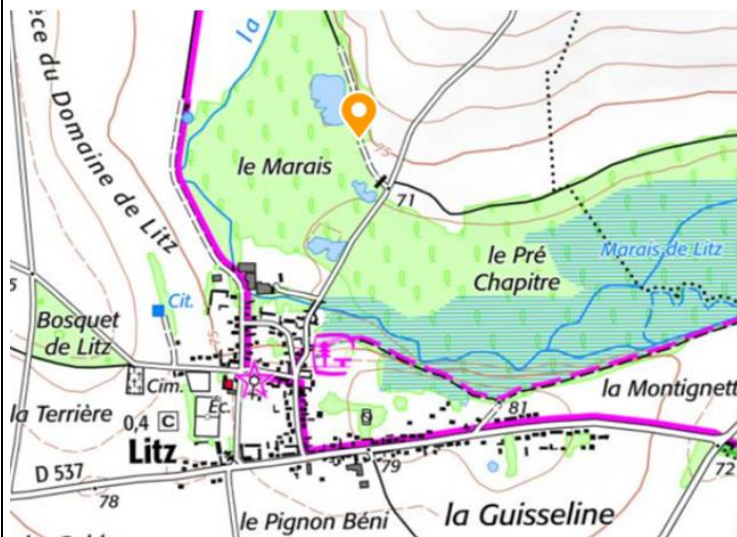 la
ce du Domaine de Litz
75
le Marais
71
le Pré
Chapitre
Marais de Litz
5
Cit.
75
Bosquet
de Litz
Cim.
Éc.
la Terrière
0,4 C
Litz
la Montignett
81
D 537
78
79
72
le Pignon Béni
la Guisseline